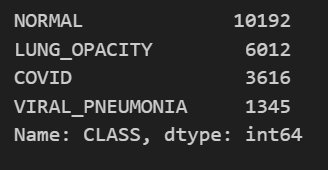 NORMAL 10192
LUNG_OPACITY 6012
COVID 3616
VIRAL_PNEUMONIA 1345
Name: CLASS, dtype: int64